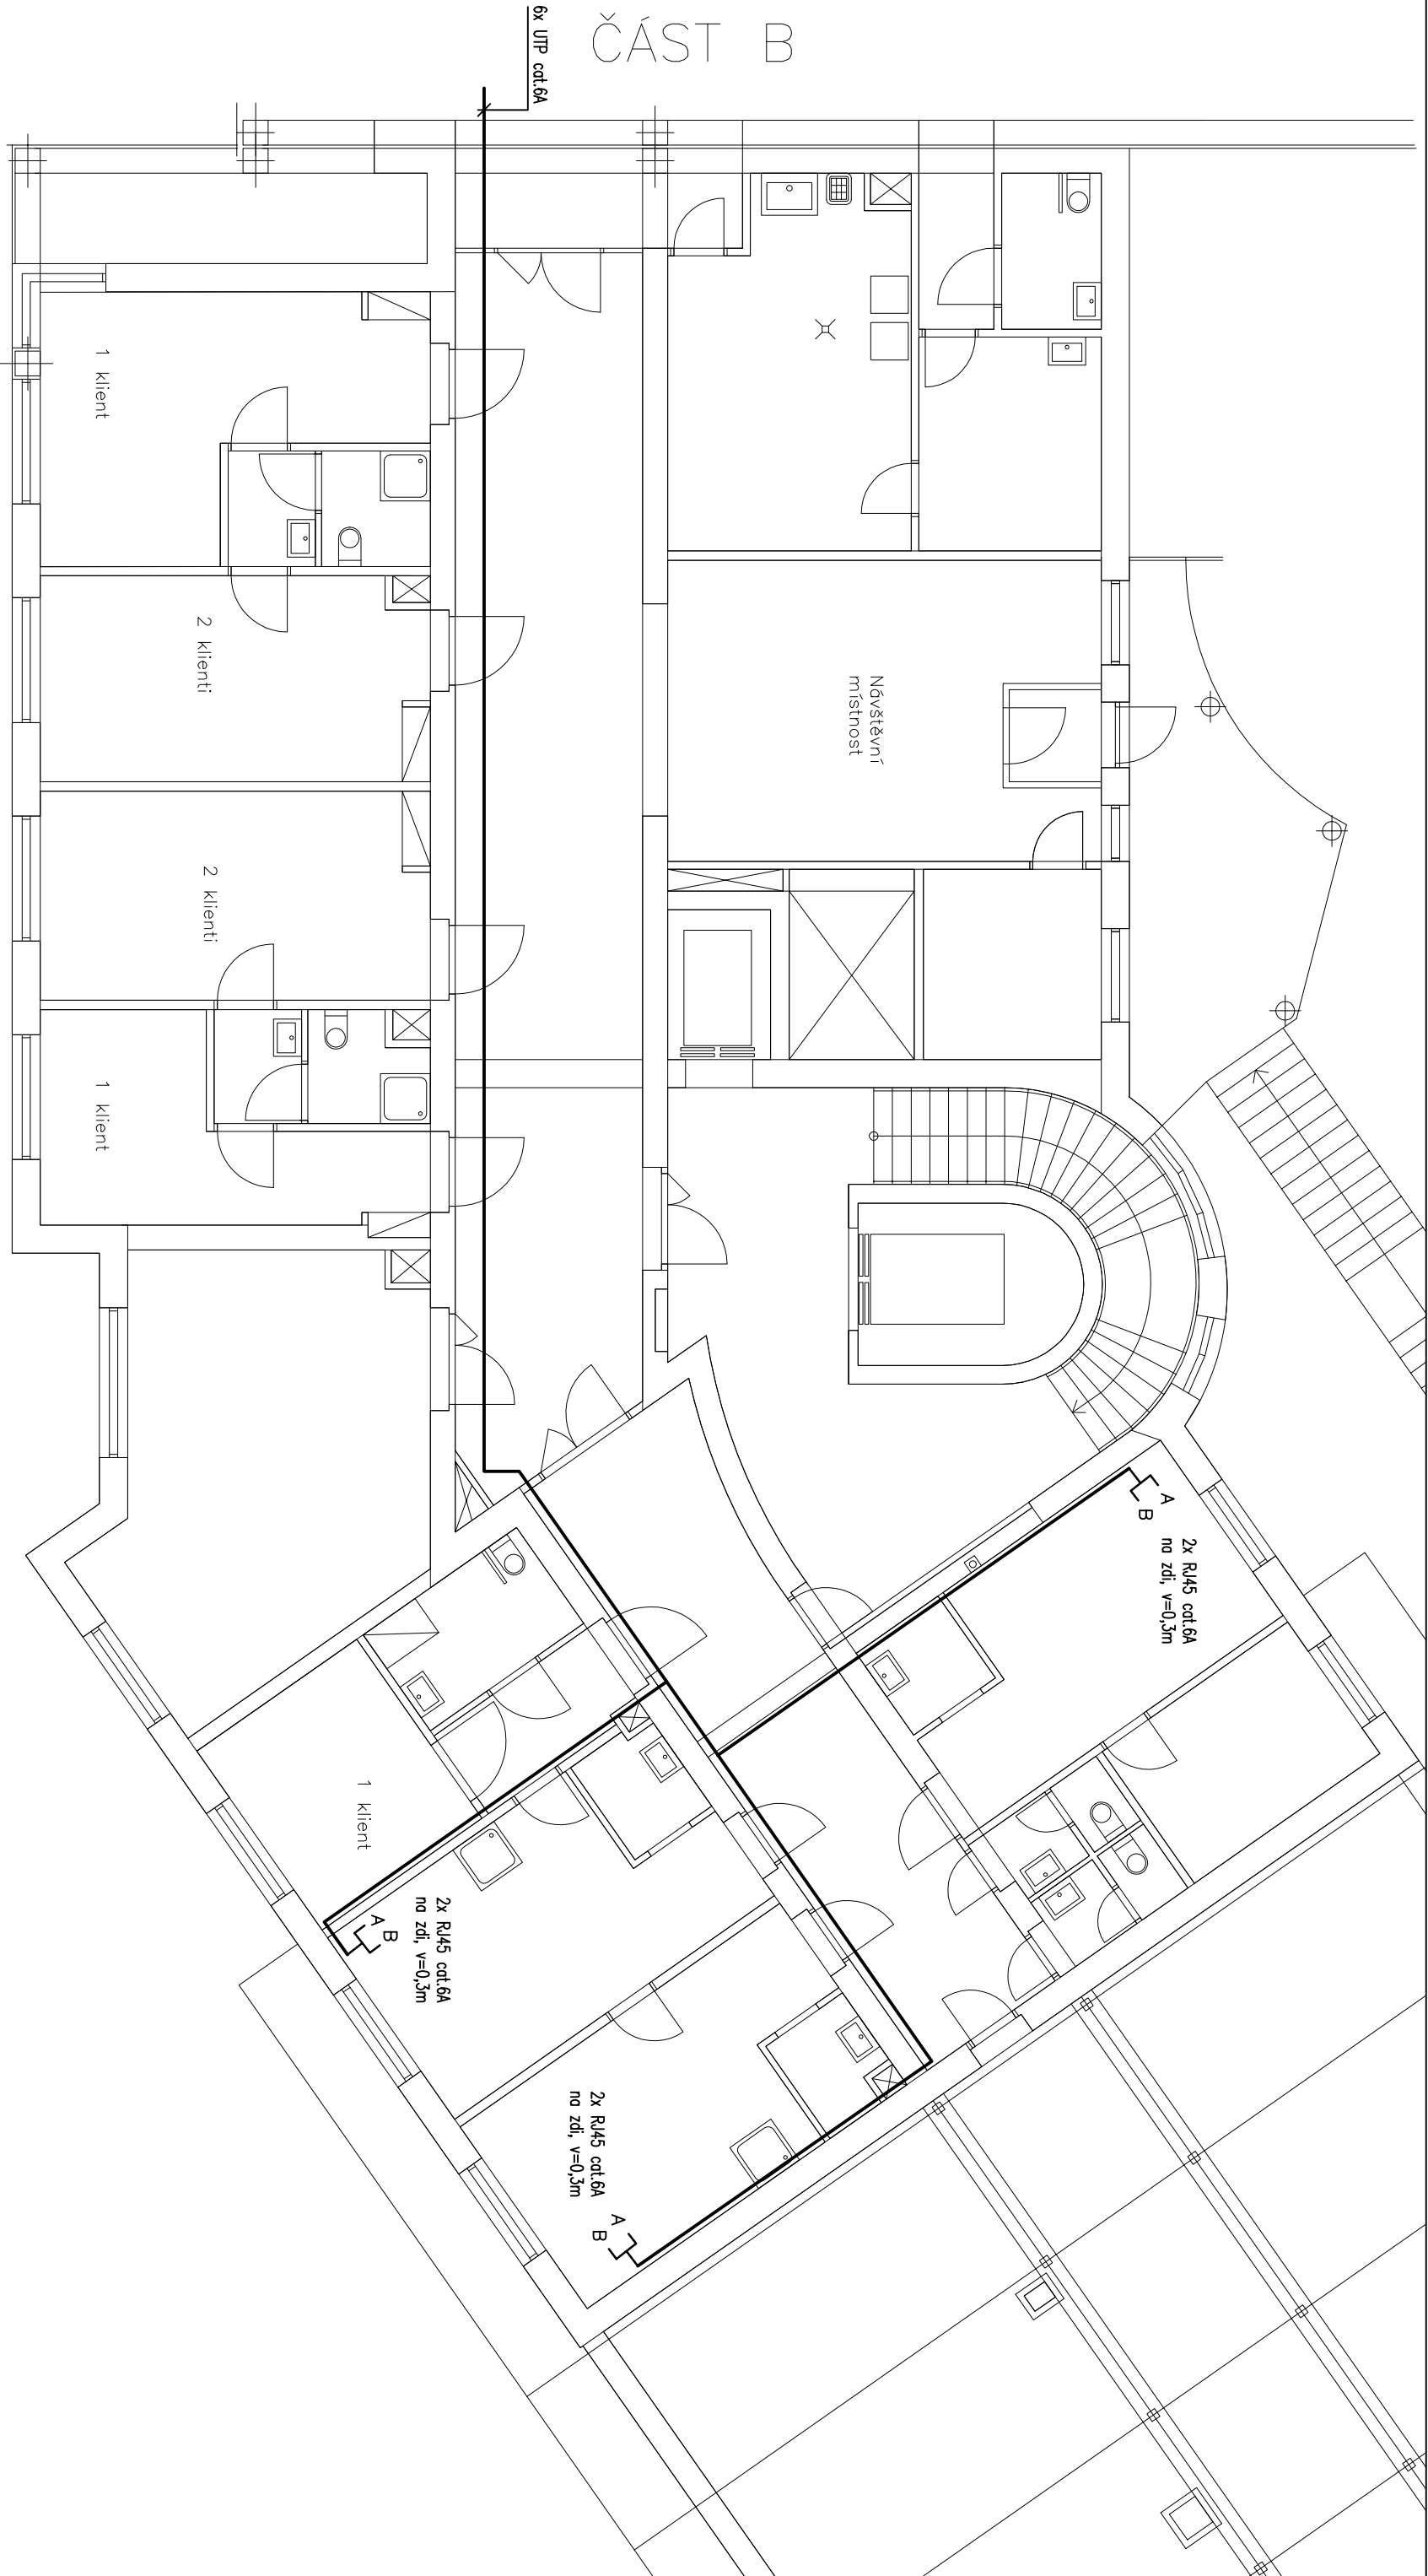 ČÁST B
6x UTP cat.6A
1 klient
2 klienti
Návštěvní
místnost
2 klienti
1 klient
A
B
2x RJ45 cat.6A
na zdi, v=0,3m
1 klient
A
B
2x RJ45 cat.6A
na zdi, v=0,3m
2x RJ45 cat.6A
na zdi, v=0,3m
A
B